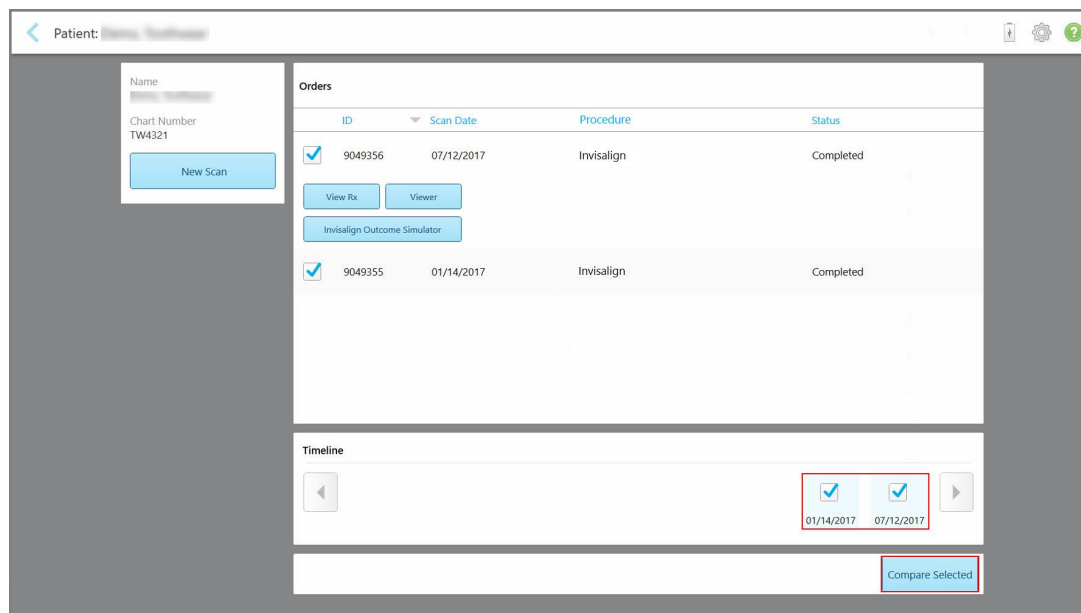 Patient:
Name
Chart Number
TW4321
New Scan
Orders
ID Scan Date Procedure Status
9049356 07/12/2017 Invisalign Completed
View Rx Viewer
Invisalign Outcome Simulator
9049355 01/14/2017 Invisalign Completed
Timeline
01/14/2017 07/12/2017
Compare Selected
?